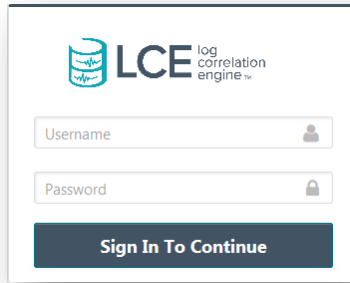 LCE log
correlation
engine™
Username
Password
Sign In To Continue